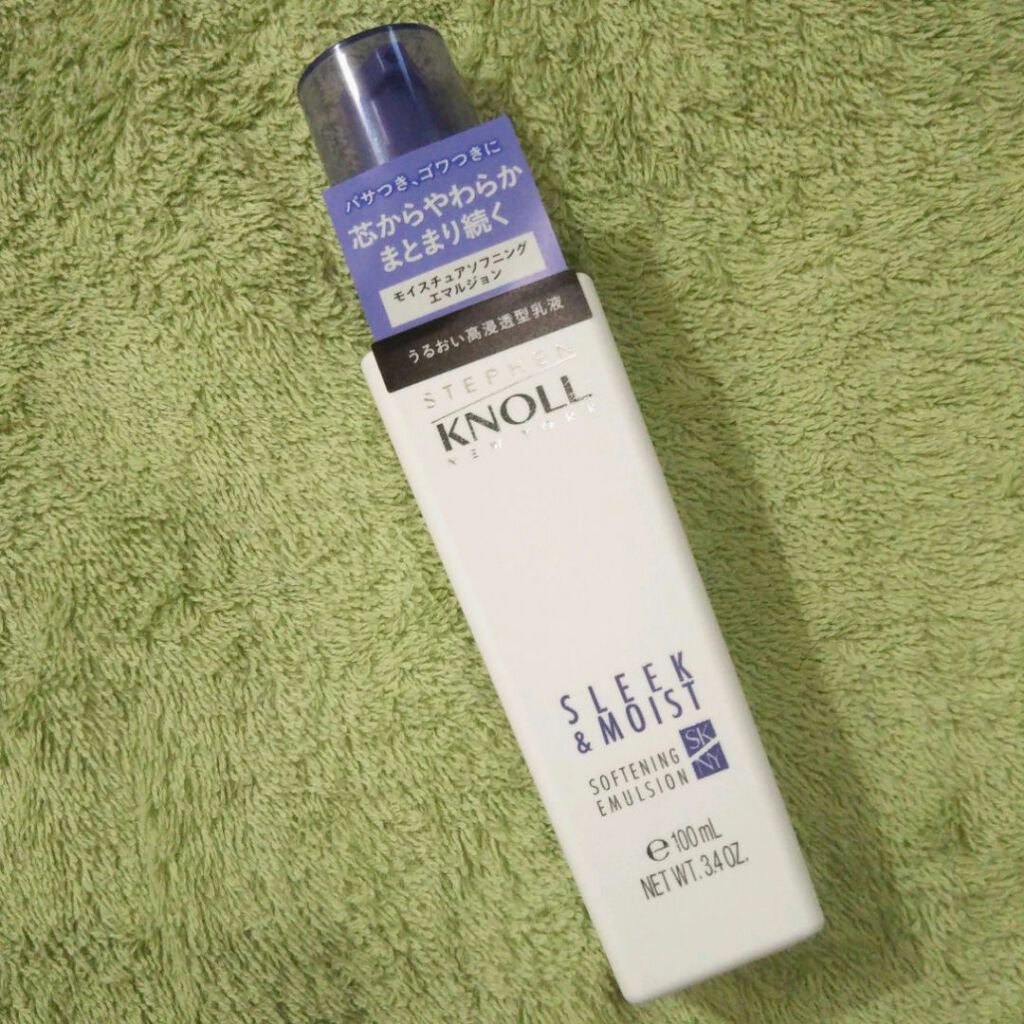 パサつき、ゴワつきに
芯からやわらか
まとまり続く
モイスチュアソフニング
エマルジョン
うるおい高浸透型乳液
STEPHEN
KNOLL
NEW YORK
SLEEK
& MOIST
SOFTENING
EMULSION
SK
NY
℮ 100 mL
NET WT. 3.4 OZ.